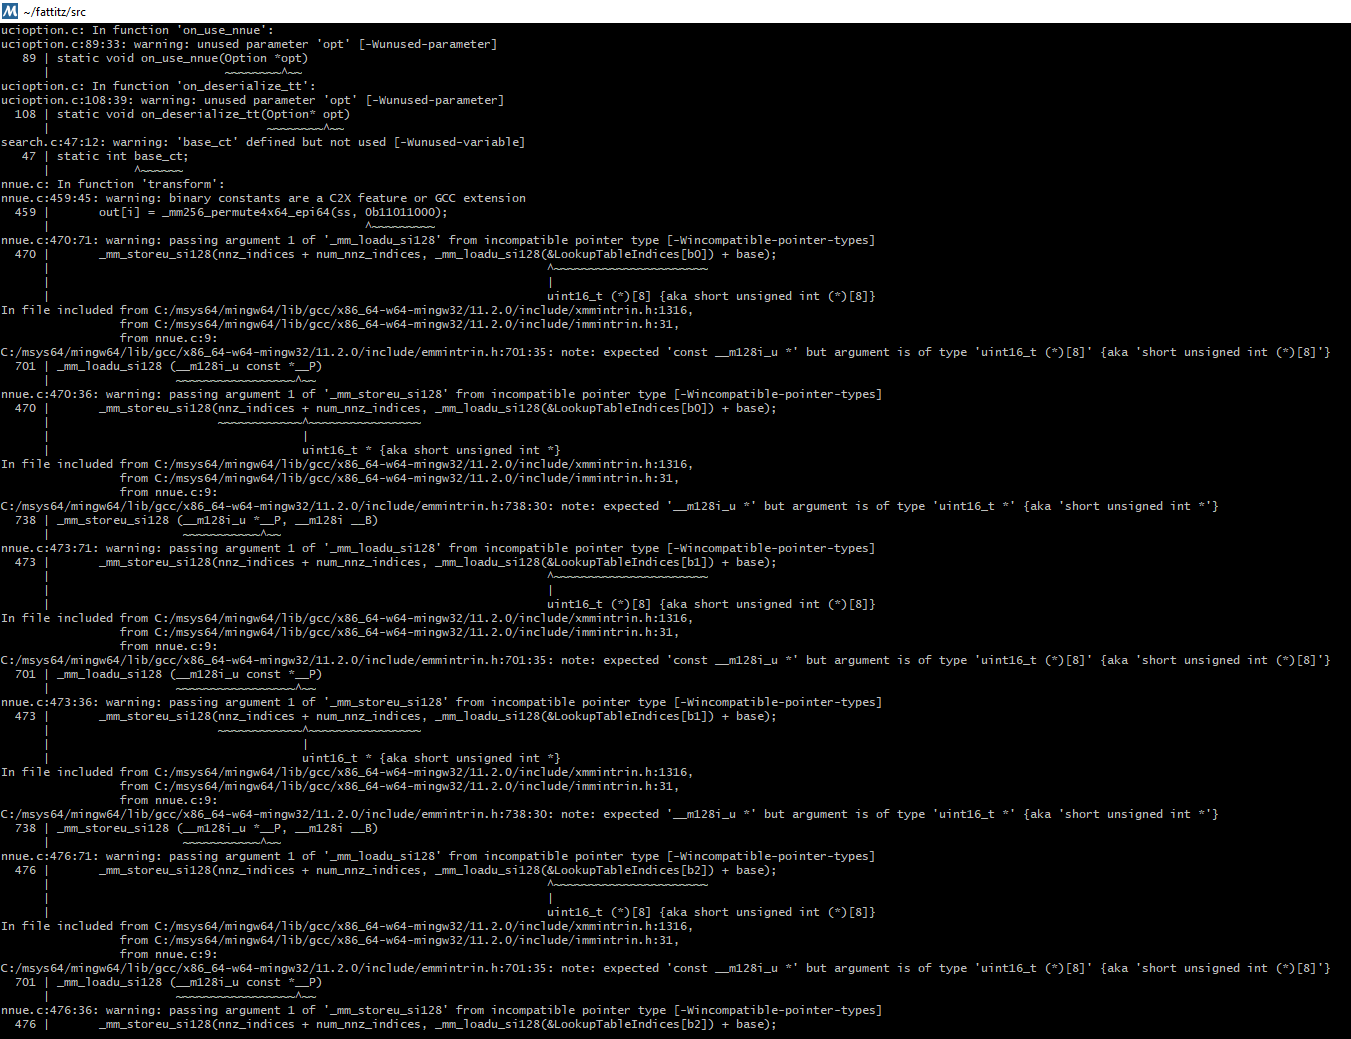 ~/fattitz/src
ucioption.c: In function 'on_use_nnue':
ucioption.c:89:33: warning: unused parameter 'opt' [-Wunused-parameter]
   89 | static void on_use_nnue(Option *opt)
      |                         ~~~~~~~~^~~
ucioption.c: In function 'on_deserialize_tt':
ucioption.c:108:39: warning: unused parameter 'opt' [-Wunused-parameter]
  108 | static void on_deserialize_tt(Option* opt)
      |                               ~~~~~~~~^~~
search.c:47:12: warning: 'base_ct' defined but not used [-Wunused-variable]
   47 | static int base_ct;
      |            ^~~~~~~
nnue.c: In function 'transform':
nnue.c:459:45: warning: binary constants are a C2X feature or GCC extension
  459 |       out[i] = _mm256_permute4x64_epi64(ss, 0b11011000);
      |                                             ^~~~~~~~~~
nnue.c:470:71: warning: passing argument 1 of '_mm_loadu_si128' from incompatible pointer type [-Wincompatible-pointer-types]
  470 |       _mm_storeu_si128(nnz_indices + num_nnz_indices, _mm_loadu_si128(&LookupTableIndices[b0]) + base);
      |                                                                       ^~~~~~~~~~~~~~~~~~~~~~~
      |                                                                       |
      |                                                                       uint16_t (*)[8] {aka short unsigned int (*)[8]}
In file included from C:/msys64/mingw64/lib/gcc/x86_64-w64-mingw32/11.2.0/include/xmmintrin.h:1316,
                 from C:/msys64/mingw64/lib/gcc/x86_64-w64-mingw32/11.2.0/include/immintrin.h:31,
                 from nnue.c:9:
C:/msys64/mingw64/lib/gcc/x86_64-w64-mingw32/11.2.0/include/emmintrin.h:701:35: note: expected 'const __m128i_u *' but argument is of type 'uint16_t (*)[8]' {aka 'short unsigned int (*)[8]'}
  701 | _mm_loadu_si128 (__m128i_u const *__P)
      |                  ~~~~~~~~~~~~~~~~~^~~
nnue.c:470:36: warning: passing argument 1 of '_mm_storeu_si128' from incompatible pointer type [-Wincompatible-pointer-types]
  470 |       _mm_storeu_si128(nnz_indices + num_nnz_indices, _mm_loadu_si128(&LookupTableIndices[b0]) + base);
      |                        ~~~~~~~~~~~~^~~~~~~~~~~~~~~~~
      |                                    |
      |                                    uint16_t * {aka short unsigned int *}
In file included from C:/msys64/mingw64/lib/gcc/x86_64-w64-mingw32/11.2.0/include/xmmintrin.h:1316,
                 from C:/msys64/mingw64/lib/gcc/x86_64-w64-mingw32/11.2.0/include/immintrin.h:31,
                 from nnue.c:9:
C:/msys64/mingw64/lib/gcc/x86_64-w64-mingw32/11.2.0/include/emmintrin.h:738:30: note: expected '__m128i_u *' but argument is of type 'uint16_t *' {aka 'short unsigned int *'}
  738 | _mm_storeu_si128 (__m128i_u *__P, __m128i __B)
      |                   ~~~~~~~~~~~^~~
nnue.c:473:71: warning: passing argument 1 of '_mm_loadu_si128' from incompatible pointer type [-Wincompatible-pointer-types]
  473 |       _mm_storeu_si128(nnz_indices + num_nnz_indices, _mm_loadu_si128(&LookupTableIndices[b1]) + base);
      |                                                                       ^~~~~~~~~~~~~~~~~~~~~~~
      |                                                                       |
      |                                                                       uint16_t (*)[8] {aka short unsigned int (*)[8]}
In file included from C:/msys64/mingw64/lib/gcc/x86_64-w64-mingw32/11.2.0/include/xmmintrin.h:1316,
                 from C:/msys64/mingw64/lib/gcc/x86_64-w64-mingw32/11.2.0/include/immintrin.h:31,
                 from nnue.c:9:
C:/msys64/mingw64/lib/gcc/x86_64-w64-mingw32/11.2.0/include/emmintrin.h:701:35: note: expected 'const __m128i_u *' but argument is of type 'uint16_t (*)[8]' {aka 'short unsigned int (*)[8]'}
  701 | _mm_loadu_si128 (__m128i_u const *__P)
      |                  ~~~~~~~~~~~~~~~~~^~~
nnue.c:473:36: warning: passing argument 1 of '_mm_storeu_si128' from incompatible pointer type [-Wincompatible-pointer-types]
  473 |       _mm_storeu_si128(nnz_indices + num_nnz_indices, _mm_loadu_si128(&LookupTableIndices[b1]) + base);
      |                        ~~~~~~~~~~~~^~~~~~~~~~~~~~~~~
      |                                    |
      |                                    uint16_t * {aka short unsigned int *}
In file included from C:/msys64/mingw64/lib/gcc/x86_64-w64-mingw32/11.2.0/include/xmmintrin.h:1316,
                 from C:/msys64/mingw64/lib/gcc/x86_64-w64-mingw32/11.2.0/include/immintrin.h:31,
                 from nnue.c:9:
C:/msys64/mingw64/lib/gcc/x86_64-w64-mingw32/11.2.0/include/emmintrin.h:738:30: note: expected '__m128i_u *' but argument is of type 'uint16_t *' {aka 'short unsigned int *'}
  738 | _mm_storeu_si128 (__m128i_u *__P, __m128i __B)
      |                   ~~~~~~~~~~~^~~
nnue.c:476:71: warning: passing argument 1 of '_mm_loadu_si128' from incompatible pointer type [-Wincompatible-pointer-types]
  476 |       _mm_storeu_si128(nnz_indices + num_nnz_indices, _mm_loadu_si128(&LookupTableIndices[b2]) + base);
      |                                                                       ^~~~~~~~~~~~~~~~~~~~~~~
      |                                                                       |
      |                                                                       uint16_t (*)[8] {aka short unsigned int (*)[8]}
In file included from C:/msys64/mingw64/lib/gcc/x86_64-w64-mingw32/11.2.0/include/xmmintrin.h:1316,
                 from C:/msys64/mingw64/lib/gcc/x86_64-w64-mingw32/11.2.0/include/immintrin.h:31,
                 from nnue.c:9:
C:/msys64/mingw64/lib/gcc/x86_64-w64-mingw32/11.2.0/include/emmintrin.h:701:35: note: expected 'const __m128i_u *' but argument is of type 'uint16_t (*)[8]' {aka 'short unsigned int (*)[8]'}
  701 | _mm_loadu_si128 (__m128i_u const *__P)
      |                  ~~~~~~~~~~~~~~~~~^~~
nnue.c:476:36: warning: passing argument 1 of '_mm_storeu_si128' from incompatible pointer type [-Wincompatible-pointer-types]
  476 |       _mm_storeu_si128(nnz_indices + num_nnz_indices, _mm_loadu_si128(&LookupTableIndices[b2]) + base);